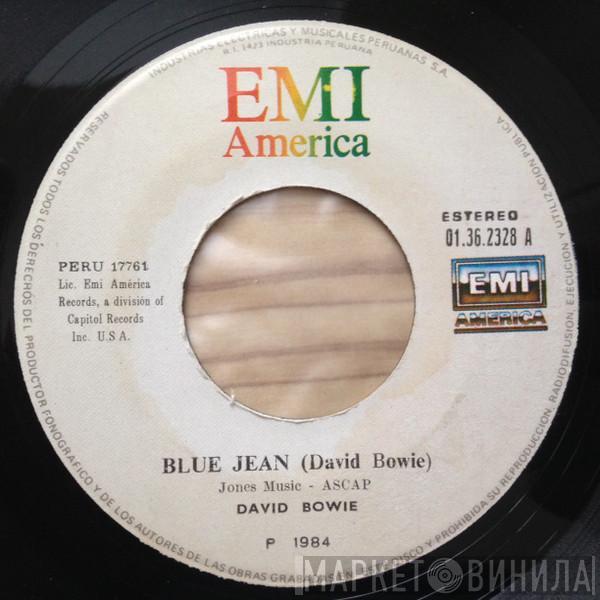 INDUSTRIAS ELECTRICAS Y MUSICALES PERUANAS S.A.
R.I. 1423 INDUSTRIA PERUANA
EMI
America
ESTEREO
01.36.2328 A
EMI
AMERICA
PERU 17761
Lic. Emi América
Records, a división of
Capitol Records
Inc. U.S.A.
BLUE JEAN (David Bowie)
Jones Music - ASCAP
DAVID BOWIE
P 1984
RESERVADOS TODOS LOS DERECHOS DEL PRODUCTOR FONOGRAFICO Y DE LOS AUTORES DE LAS OBRAS GRABADAS EN ESTE DISCO Y PROHIBIDA SU REPRODUCCION, RADIODIFUSION, EJECUCION Y UTILIZACION PUBLICA
МАРКЕТ ВИНИЛА